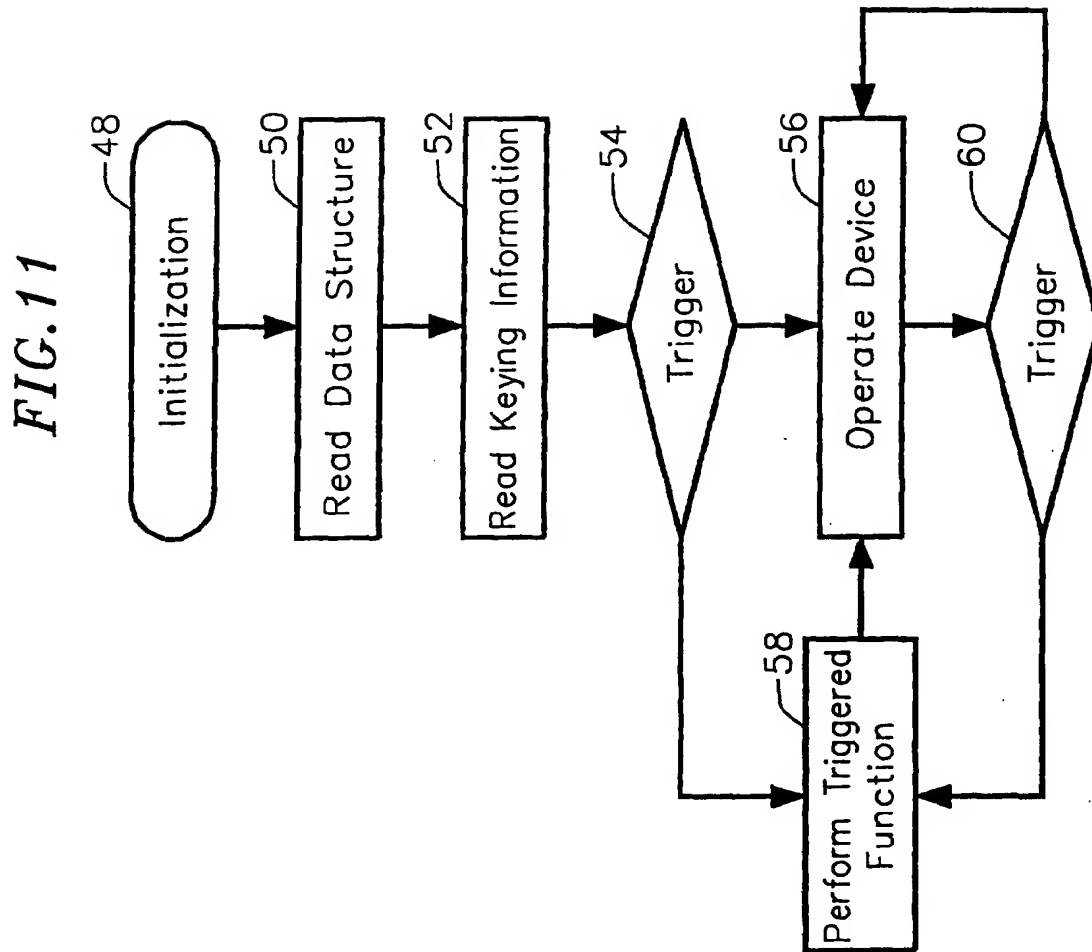 FIG. 11
48
Initialization
50
Read Data Structure
52
Read Keying Information
54
Trigger
56
Operate Device
58
Perform Triggered
Function
60
Trigger